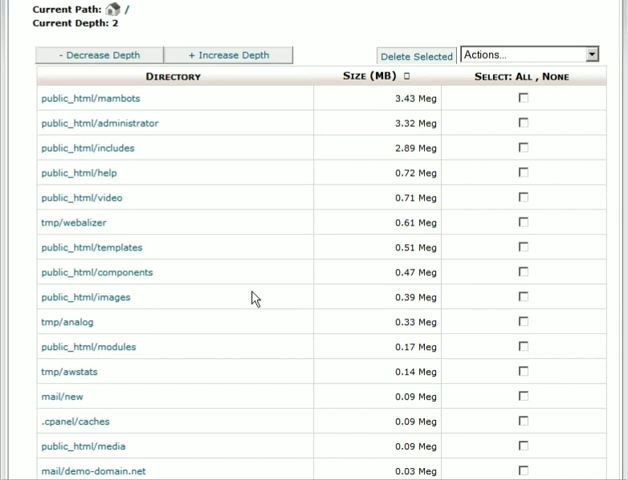 Current Path: /
Current Depth: 2
- Decrease Depth + Increase Depth Delete Selected Actions...
DIRECTORY SIZE (MB) SELECT: ALL , NONE
public_html/mambots 3.43 Meg
public_html/administrator 3.32 Meg
public_html/includes 2.89 Meg
public_html/help 0.72 Meg
public_html/video 0.71 Meg
tmp/webalizer 0.61 Meg
public_html/templates 0.51 Meg
public_html/components 0.47 Meg
public_html/images 0.39 Meg
tmp/analog 0.33 Meg
public_html/modules 0.17 Meg
tmp/awstats 0.14 Meg
mail/new 0.09 Meg
.cpanel/caches 0.09 Meg
public_html/media 0.09 Meg
mail/demo-domain.net 0.03 Meg